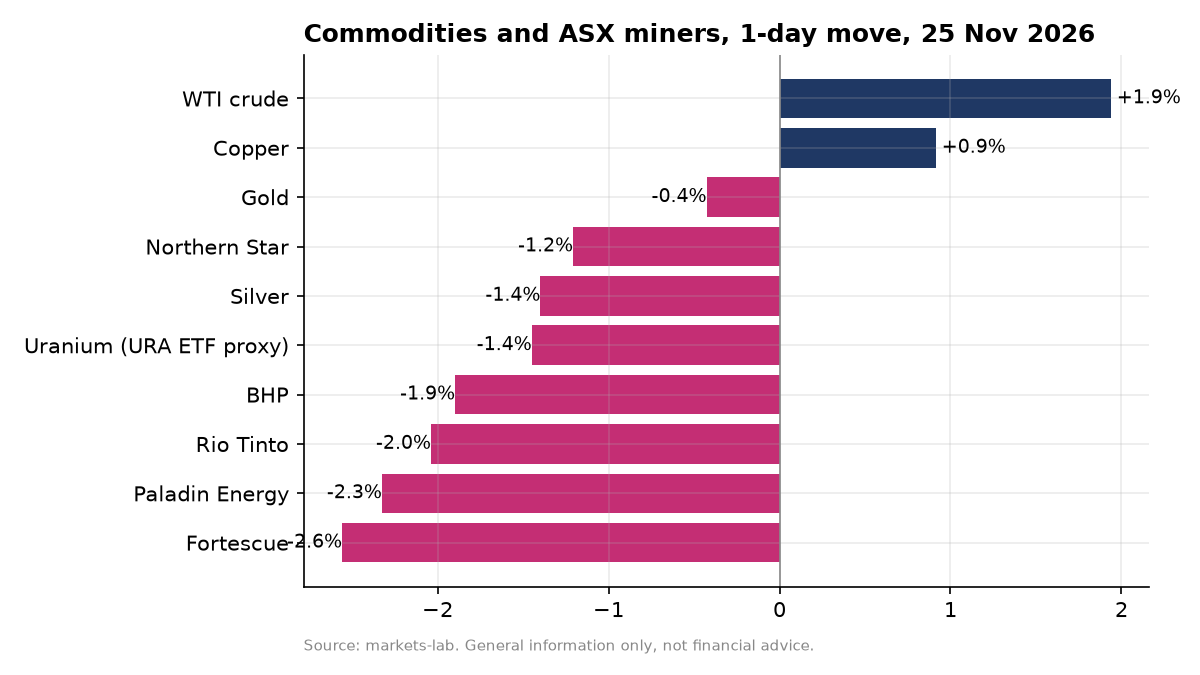 Commodities and ASX miners, 1-day move, 25 Nov 2026
WTI crude +1.9%
Copper +0.9%
Gold -0.4%
Northern Star -1.2%
Silver -1.4%
Uranium (URA ETF proxy) -1.4%
BHP -1.9%
Rio Tinto -2.0%
Paladin Energy -2.3%
Fortescue -2.6%
−2 −1 0 1 2
Source: markets-lab. General information only, not financial advice.